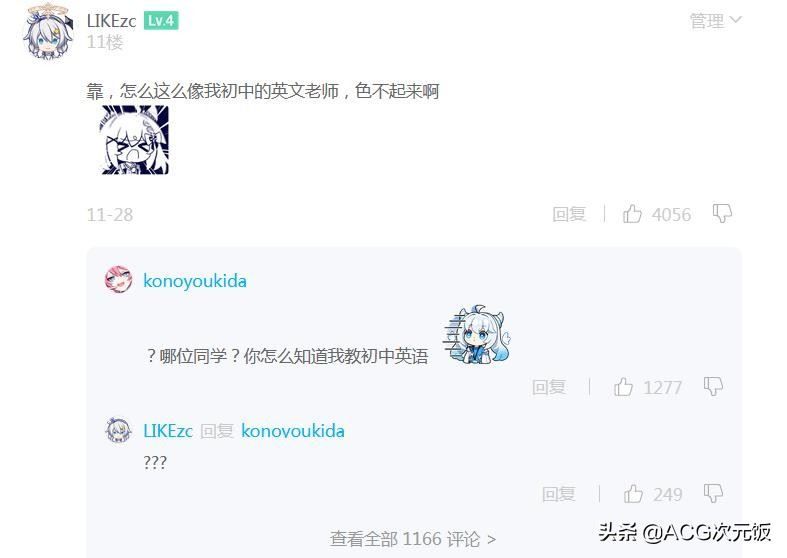 LIKEzc Lv.4 管理
11楼
靠，怎么这么像我初中的英文老师，色不起来啊
11-28 回复 4056
konoyoukida
？哪位同学？你怎么知道我教初中英语
回复 1277
LIKEzc 回复 konoyoukida
???
回复 249
查看全部 1166 评论 >
头条 @ACG次元饭